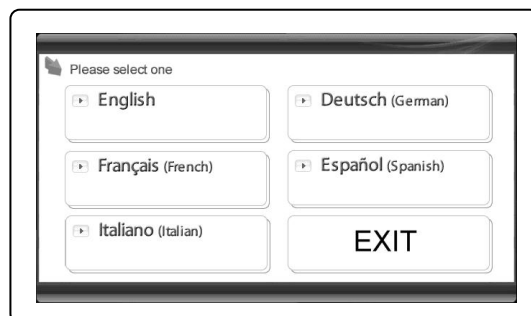 Please select one
English
Deutsch (German)
Français (French)
Español (Spanish)
Italiano (Italian)
EXIT